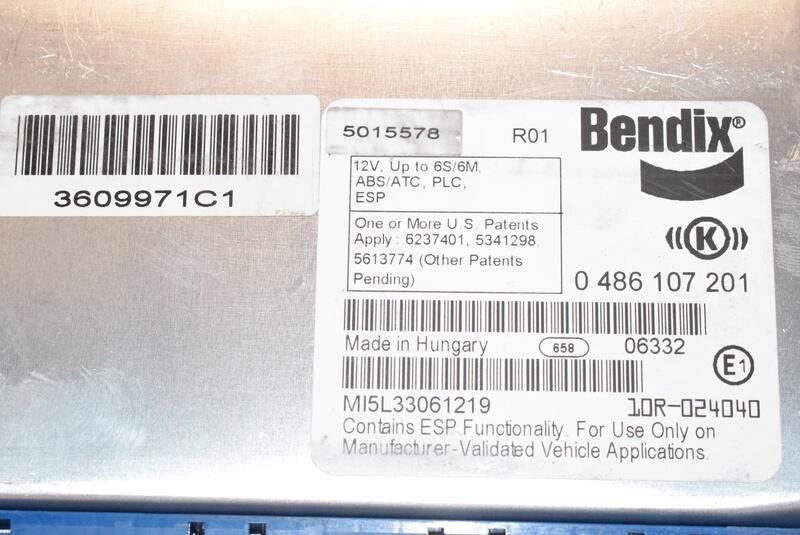 3609971C1
5015578
R01
Bendix®
12V, Up to 6S/6M,
ABS/ATC, PLC,
ESP
One or More U.S. Patents
Apply : 6237401, 5341298,
5613774 (Other Patents
Pending)
K
0 486 107 201
Made in Hungary
658
06332
E1
MI5L33061219
10R-024040
Contains ESP Functionality. For Use Only on
Manufacturer-Validated Vehicle Applications.